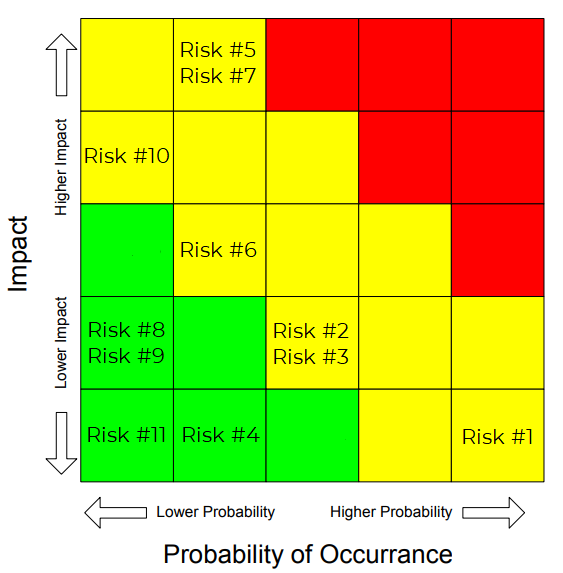 Risk #5
Risk #7
Risk #10
Risk #6
Risk #8
Risk #9
Risk #2
Risk #3
Risk #11
Risk #4
Risk #1
Impact
Higher Impact
Lower Impact
Lower Probability
Higher Probability
Probability of Occurrance